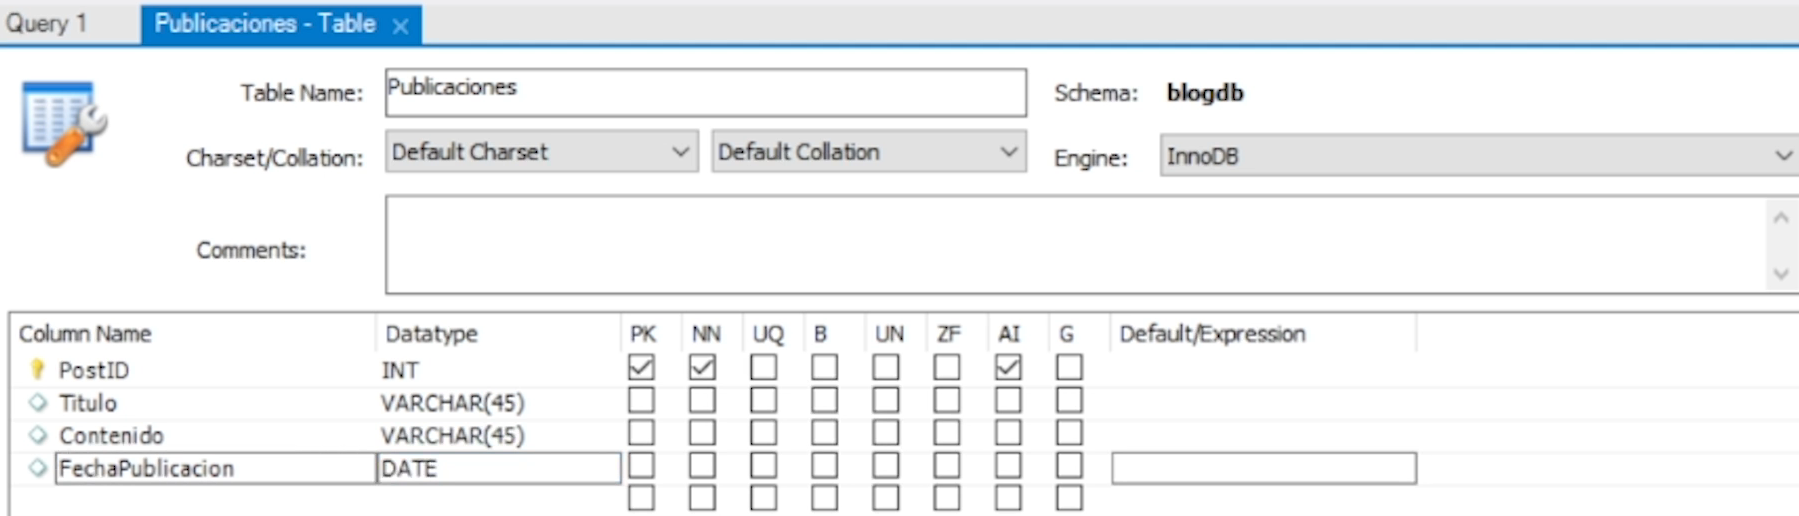 Query 1 Publicaciones - Table
Table Name: Publicaciones Schema: blogdb
Charset/Collation: Default Charset Default Collation Engine: InnoDB
Comments:
Column Name Datatype PK NN UQ B UN ZF AI G Default/Expression
PostID INT
Titulo VARCHAR(45)
Contenido VARCHAR(45)
FechaPublicacion DATE